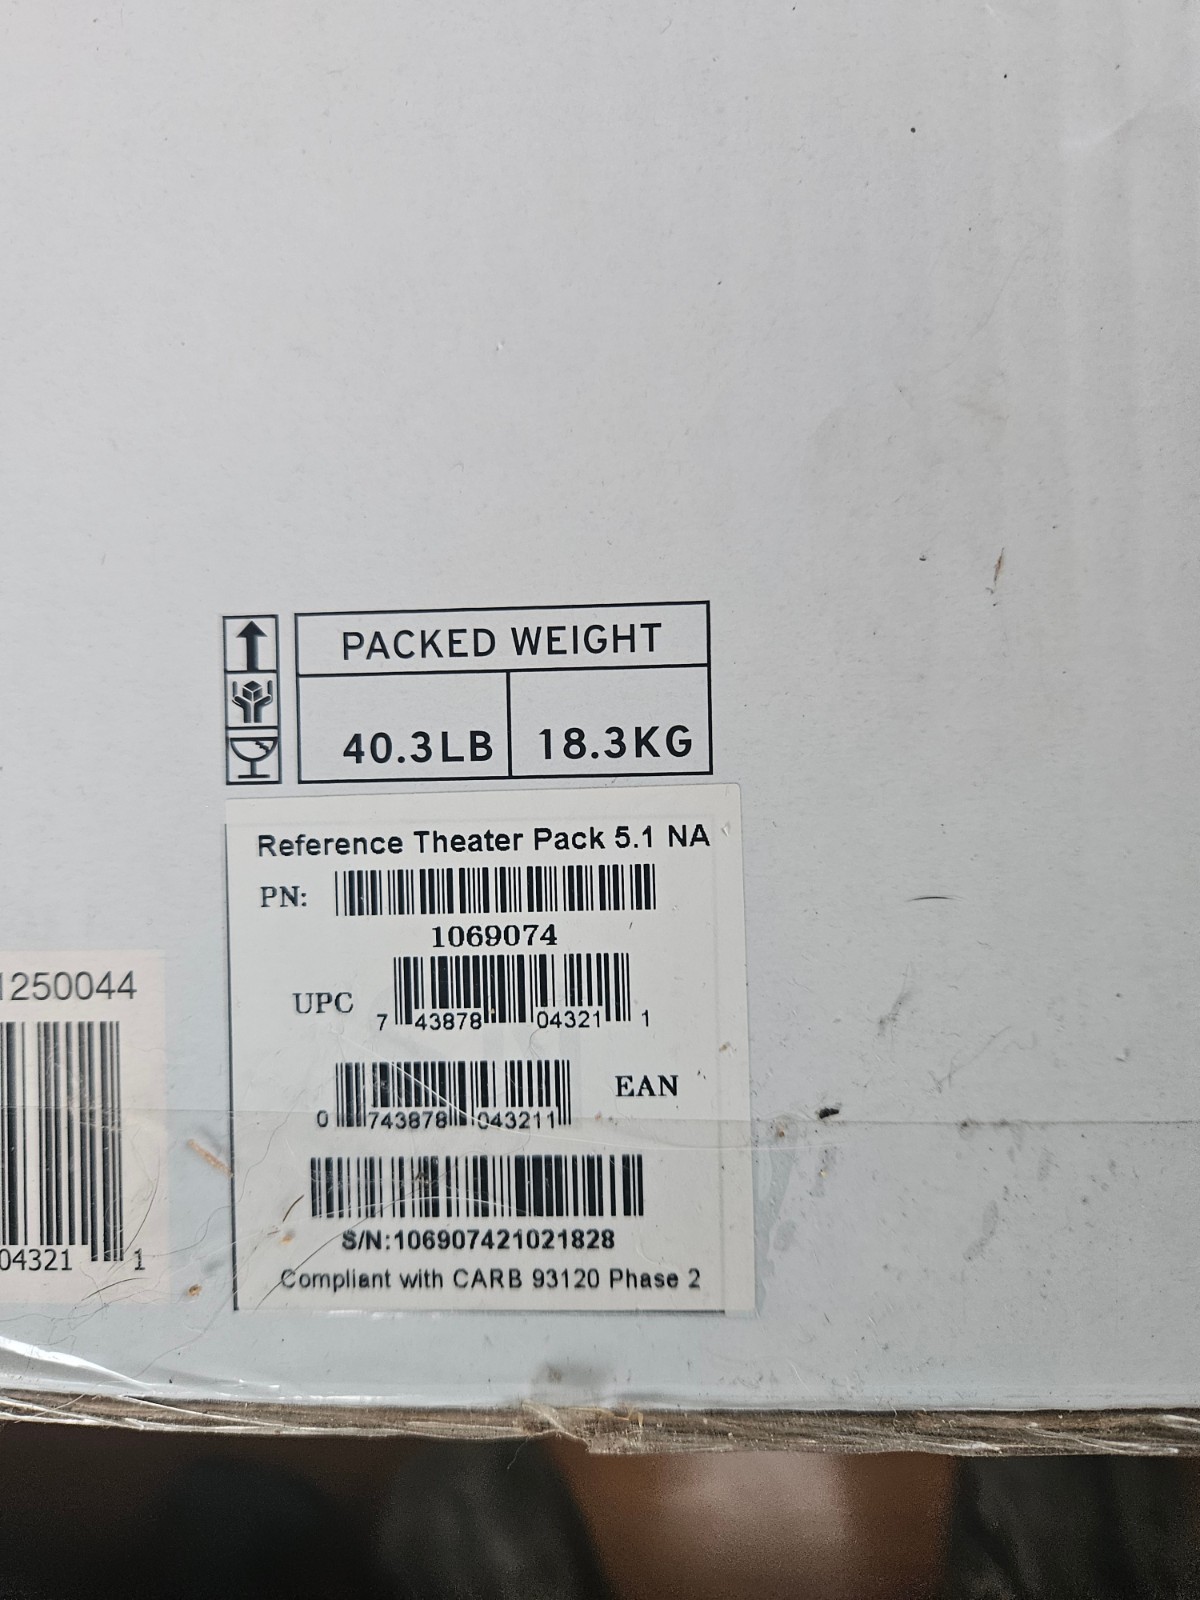 PACKED WEIGHT
40.3LB 18.3KG
Reference Theater Pack 5.1 NA
PN:
1069074
UPC
7 43878 04321 1
EAN
0 743878 043211
S/N:106907421021828
Compliant with CARB 93120 Phase 2
1250044
04321 1